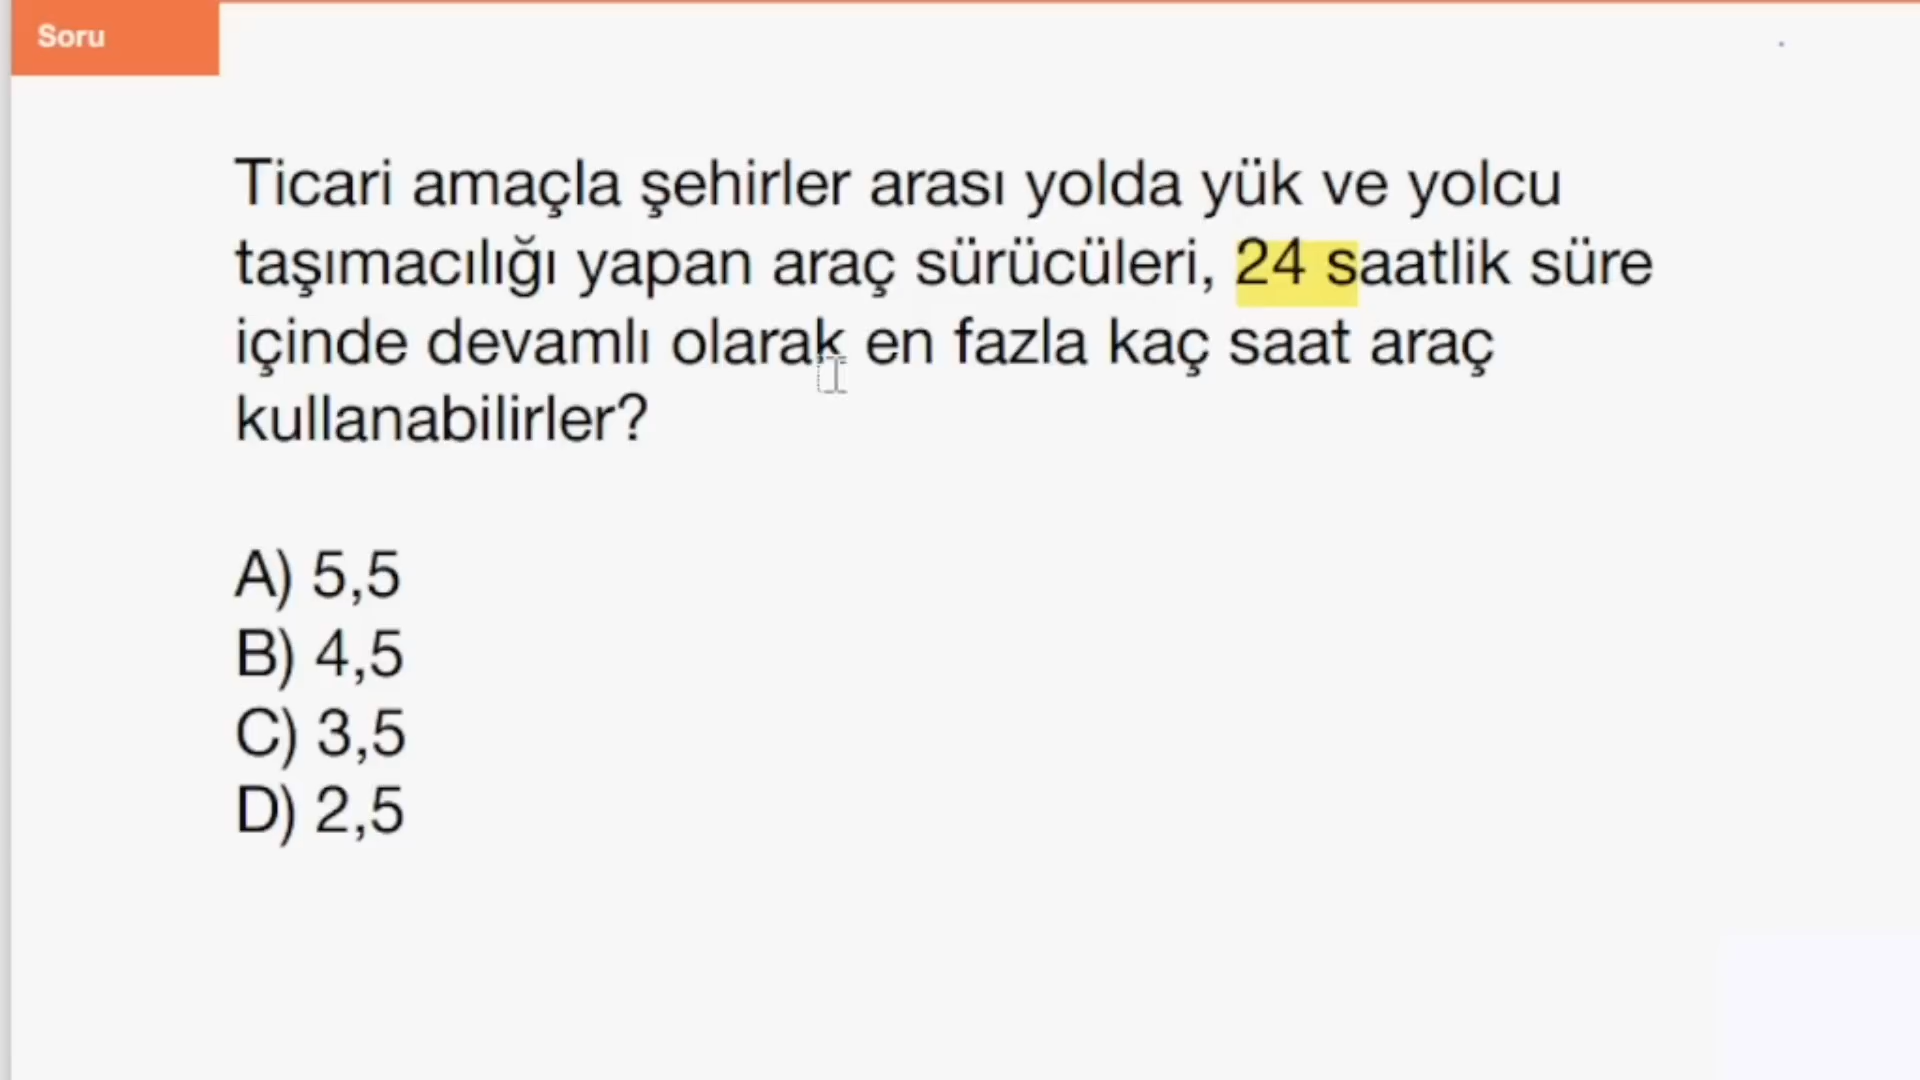 Soru
Ticari amaçla şehirler arası yolda yük ve yolcu
taşımacılığı yapan araç sürücüleri, 24 saatlik süre
içinde devamlı olarak en fazla kaç saat araç
kullanabilirler?
A) 5,5
B) 4,5
C) 3,5
D) 2,5